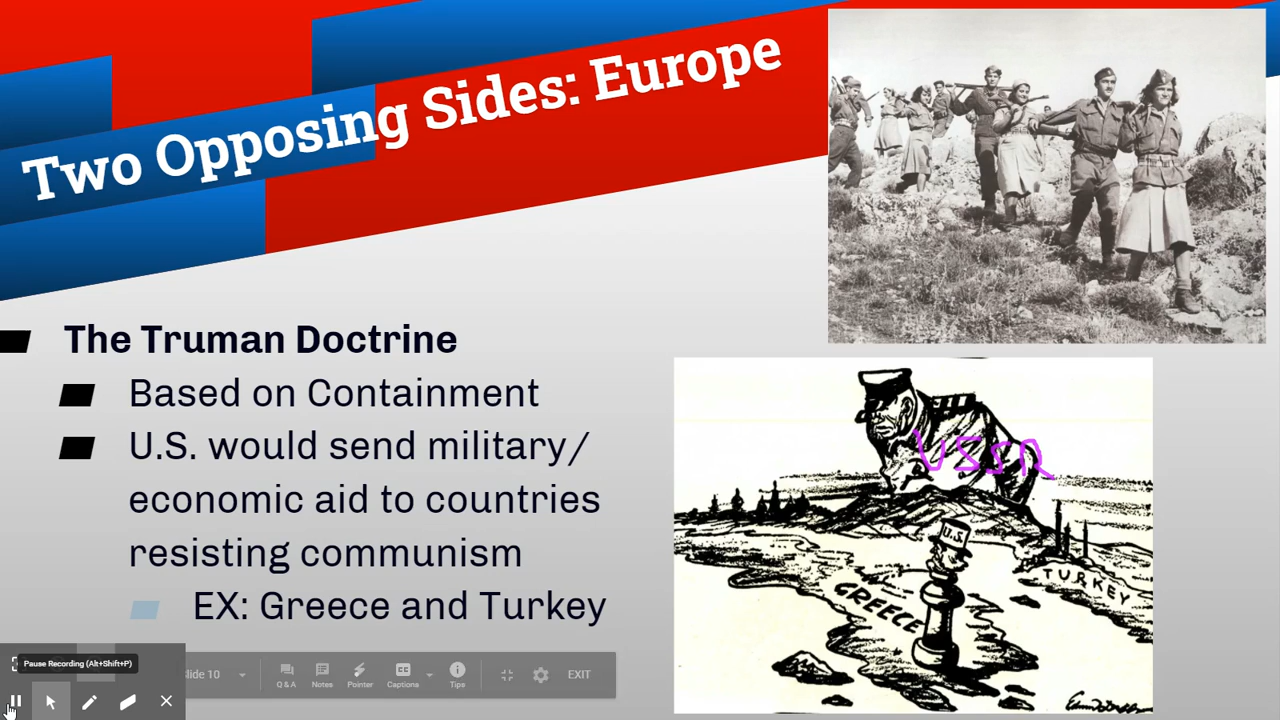 Two Opposing Sides: Europe
The Truman Doctrine
Based on Containment
U.S. would send military/
economic aid to countries
resisting communism
EX: Greece and Turkey
USSR
U.S.
GREECE
TURKEY
Pause Recording (Alt+Shift+P)
lide 10
Q & A
Notes
Pointer
Captions
Tips
EXIT